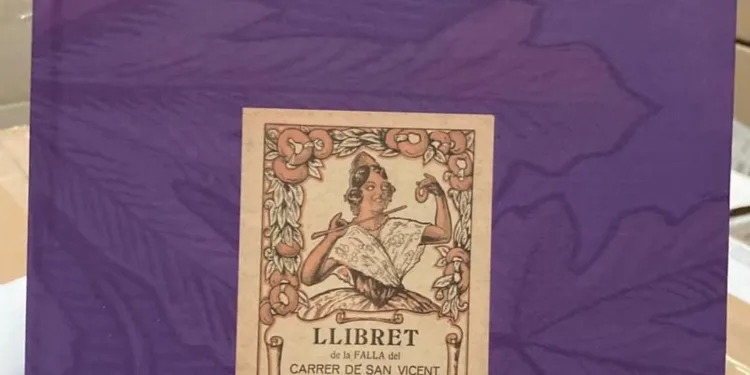 LLIBRET
de la FALLA del
CARRER DE SAN VICENT